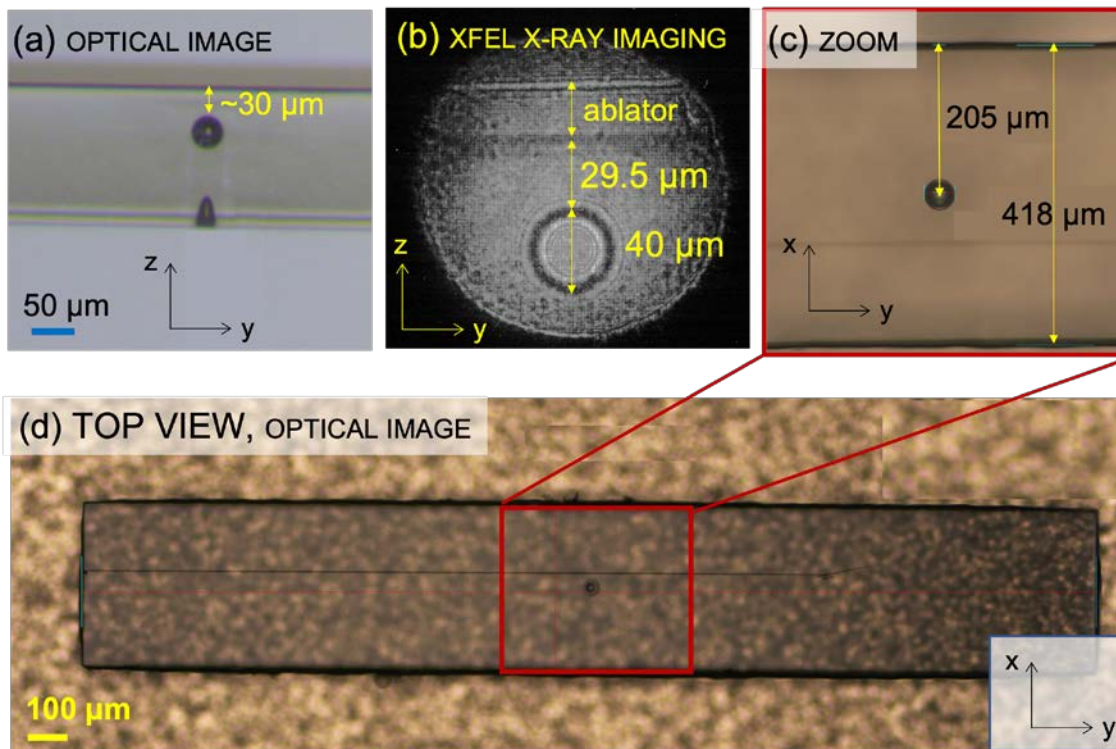 (a) OPTICAL IMAGE
~30 µm
z
y
50 µm
(b) XFEL X-RAY IMAGING
ablator
29.5 µm
40 µm
z
y
(c) ZOOM
205 µm
418 µm
x
y
(d) TOP VIEW, OPTICAL IMAGE
100 µm
x
y